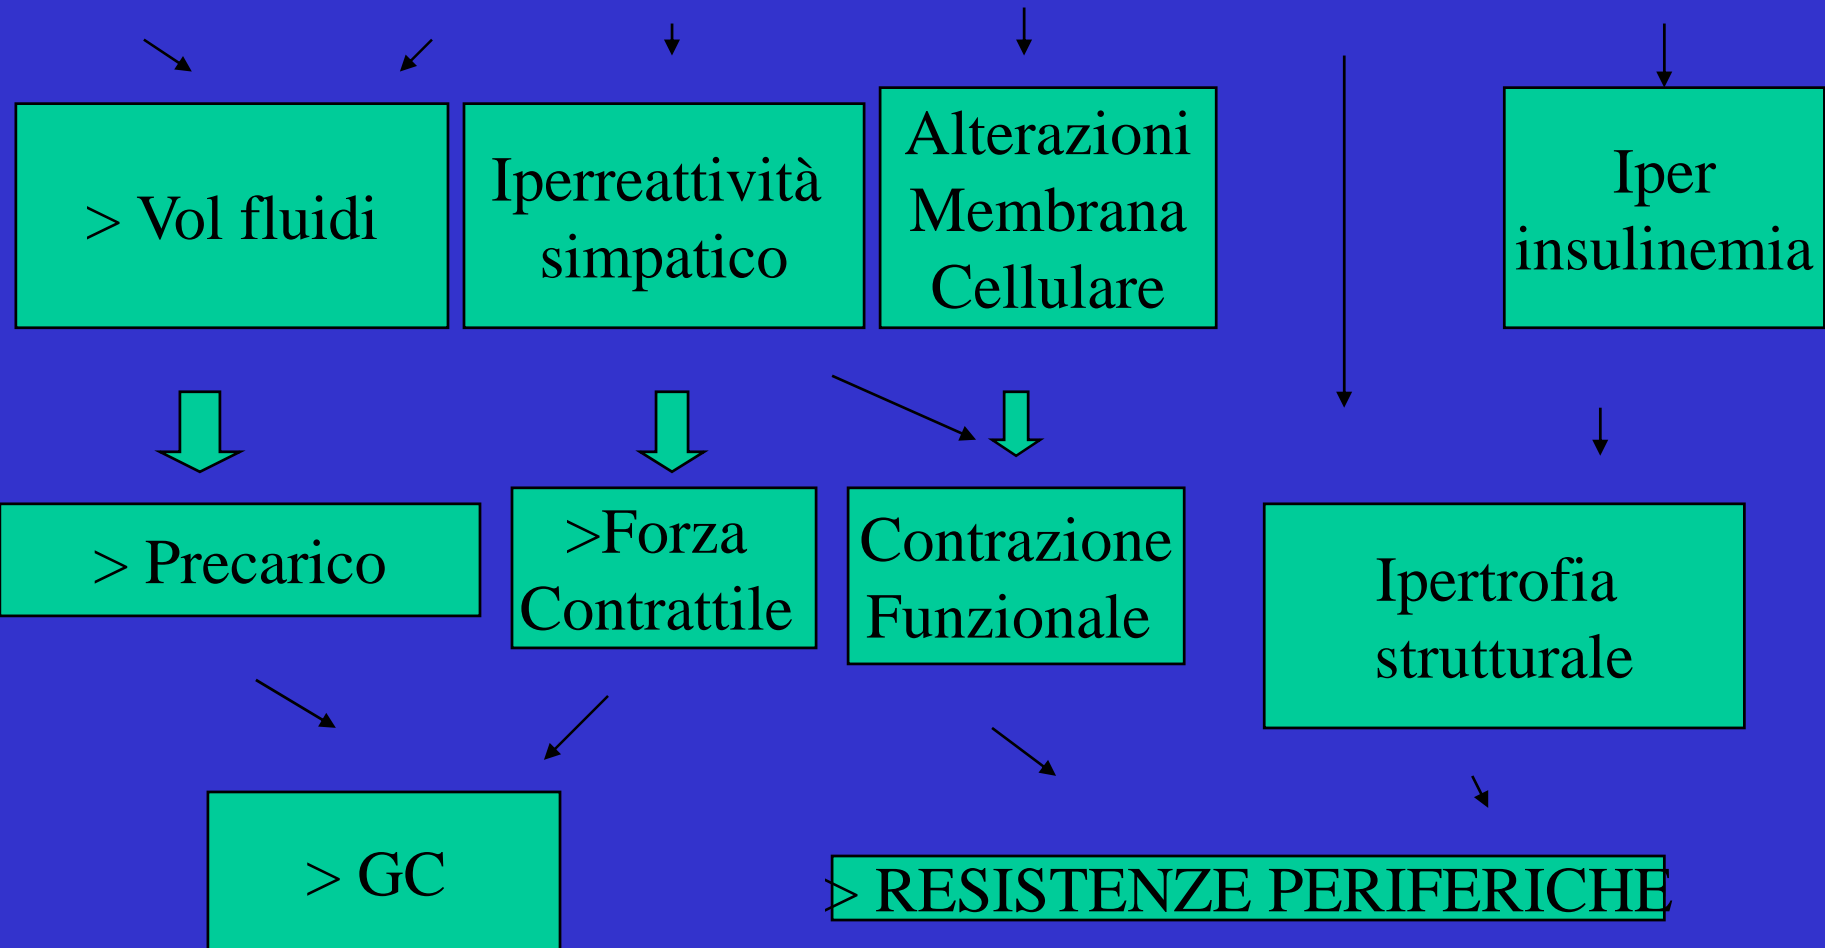 > Vol fluidi
Iperreattività
simpatico
Alterazioni
Membrana
Cellulare
Iper
insulinemia
> Precarico
>Forza
Contrattile
Contrazione
Funzionale
Ipertrofia
strutturale
> GC
> RESISTENZE PERIFERICHE